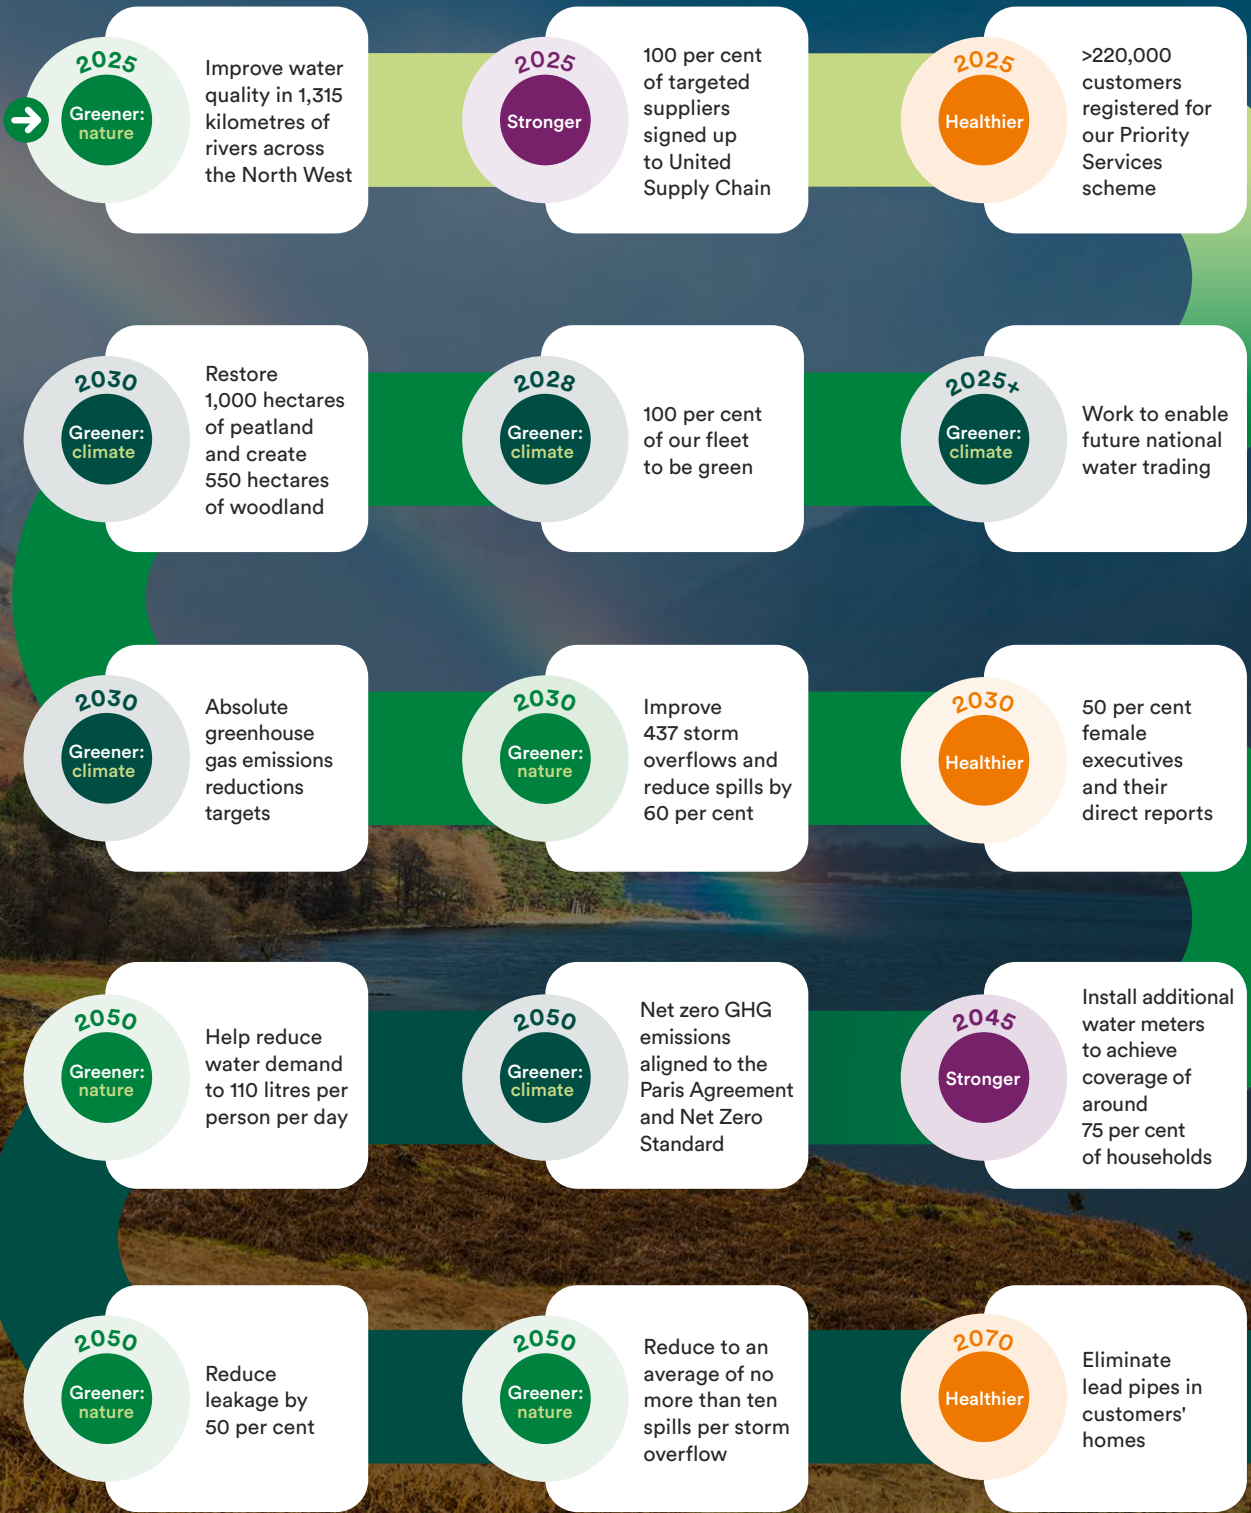 2025
Greener:
nature
Improve water
quality in 1,315
kilometres of
rivers across
the North West
2025
Stronger
100 per cent
of targeted
suppliers
signed up
to United
Supply Chain
2025
Healthier
>220,000
customers
registered for
our Priority
Services
scheme
2030
Greener:
climate
Restore
1,000 hectares
of peatland
and create
550 hectares
of woodland
2028
Greener:
climate
100 per cent
of our fleet
to be green
2025+
Greener:
climate
Work to enable
future national
water trading
2030
Greener:
climate
Absolute
greenhouse
gas emissions
reductions
targets
2030
Greener:
nature
Improve
437 storm
overflows and
reduce spills by
60 per cent
2030
Healthier
50 per cent
female
executives
and their
direct reports
2050
Greener:
nature
Help reduce
water demand
to 110 litres per
person per day
2050
Greener:
climate
Net zero GHG
emissions
aligned to the
Paris Agreement
and Net Zero
Standard
2045
Stronger
Install additional
water meters
to achieve
coverage of
around
75 per cent
of households
2050
Greener:
nature
Reduce
leakage by
50 per cent
2050
Greener:
nature
Reduce to an
average of no
more than ten
spills per storm
overflow
2070
Healthier
Eliminate
lead pipes in
customers'
homes